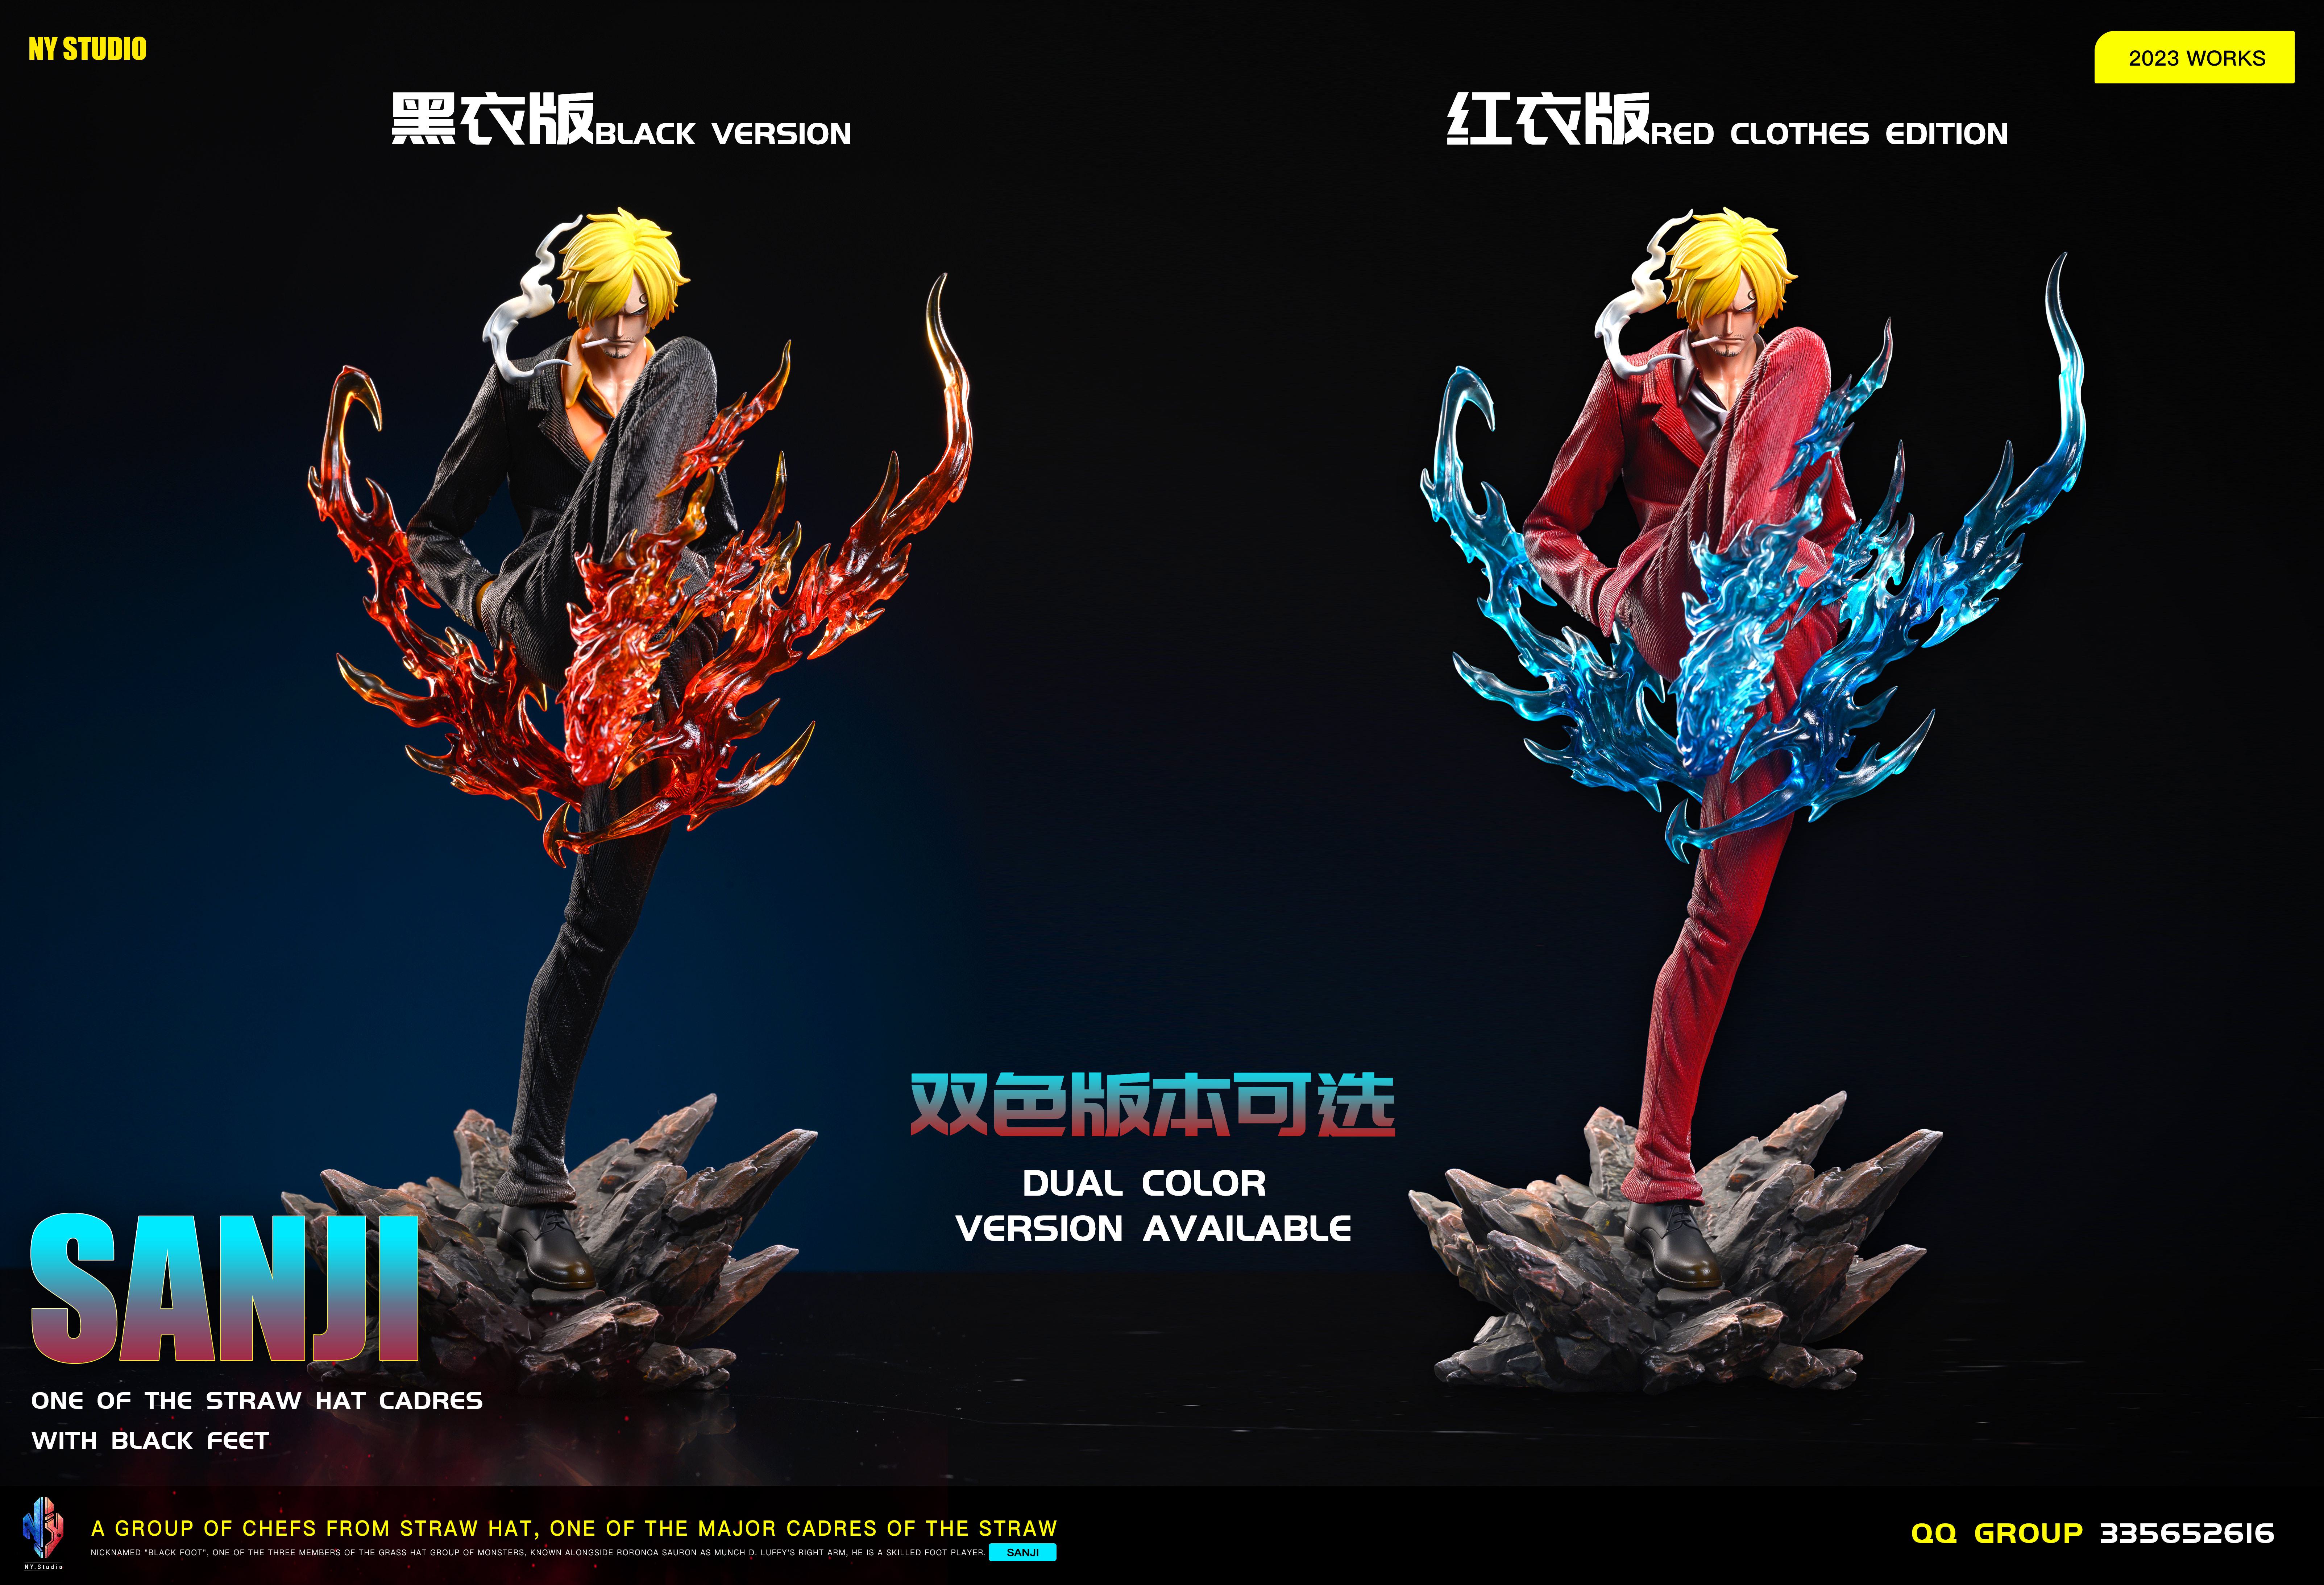 NY STUDIO
2023 WORKS
黑衣版BLACK VERSION
红衣版RED CLOTHES EDITION
双色版本可选
DUAL COLOR
VERSION AVAILABLE
SANJI
ONE OF THE STRAW HAT CADRES
WITH BLACK FEET
A GROUP OF CHEFS FROM STRAW HAT, ONE OF THE MAJOR CADRES OF THE STRAW
NICKNAMED "BLACK FOOT", ONE OF THE THREE MEMBERS OF THE GRASS HAT GROUP OF MONSTERS, KNOWN ALONGSIDE RORONOA SAURON AS MUNCH D. LUFFY'S RIGHT ARM, HE IS A SKILLED FOOT PLAYER. SANJI
NY.Studio
QQ GROUP 335652616